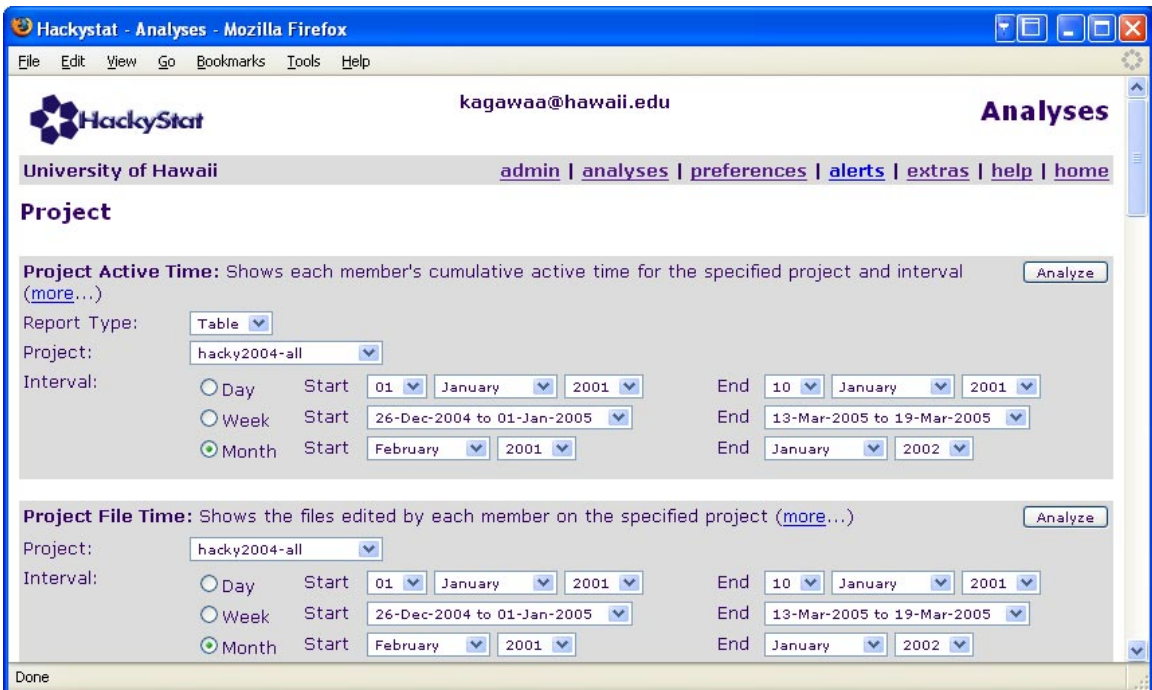 Hackystat - Analyses - Mozilla Firefox
File Edit View Go Bookmarks Tools Help
HackyStat
kagawaa@hawaii.edu
Analyses
University of Hawaii
admin | analyses | preferences | alerts | extras | help | home
Project
Project Active Time: Shows each member's cumulative active time for the specified project and interval
(more...)
Analyze
Report Type: Table
Project: hacky2004-all
Interval: Day Start 01 January 2001 End 10 January 2001
Week Start 26-Dec-2004 to 01-Jan-2005 End 13-Mar-2005 to 19-Mar-2005
Month Start February 2001 End January 2002
Project File Time: Shows the files edited by each member on the specified project (more...)
Analyze
Project: hacky2004-all
Interval: Day Start 01 January 2001 End 10 January 2001
Week Start 26-Dec-2004 to 01-Jan-2005 End 13-Mar-2005 to 19-Mar-2005
Month Start February 2001 End January 2002
Done